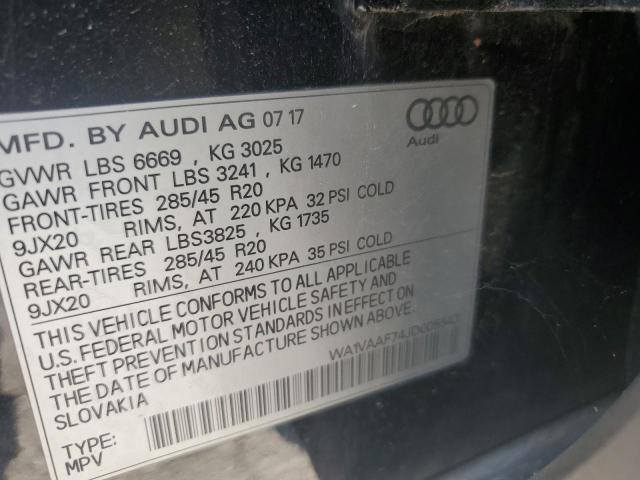 MFD. BY AUDI AG 07 17
Audi
GVWR LBS 6669 , KG 3025
GAWR FRONT LBS 3241 , KG 1470
FRONT-TIRES 285/45 R20
9JX20 RIMS, AT 220 KPA 32 PSI COLD
GAWR REAR LBS3825 , KG 1735
REAR-TIRES 285/45 R20
9JX20 RIMS, AT 240 KPA 35 PSI COLD
THIS VEHICLE CONFORMS TO ALL APPLICABLE
U.S. FEDERAL MOTOR VEHICLE SAFETY AND
THEFT PREVENTION STANDARDS IN EFFECT ON
THE DATE OF MANUFACTURE SHOWN ABOVE.
SLOVAKIA
TYPE:
MPV